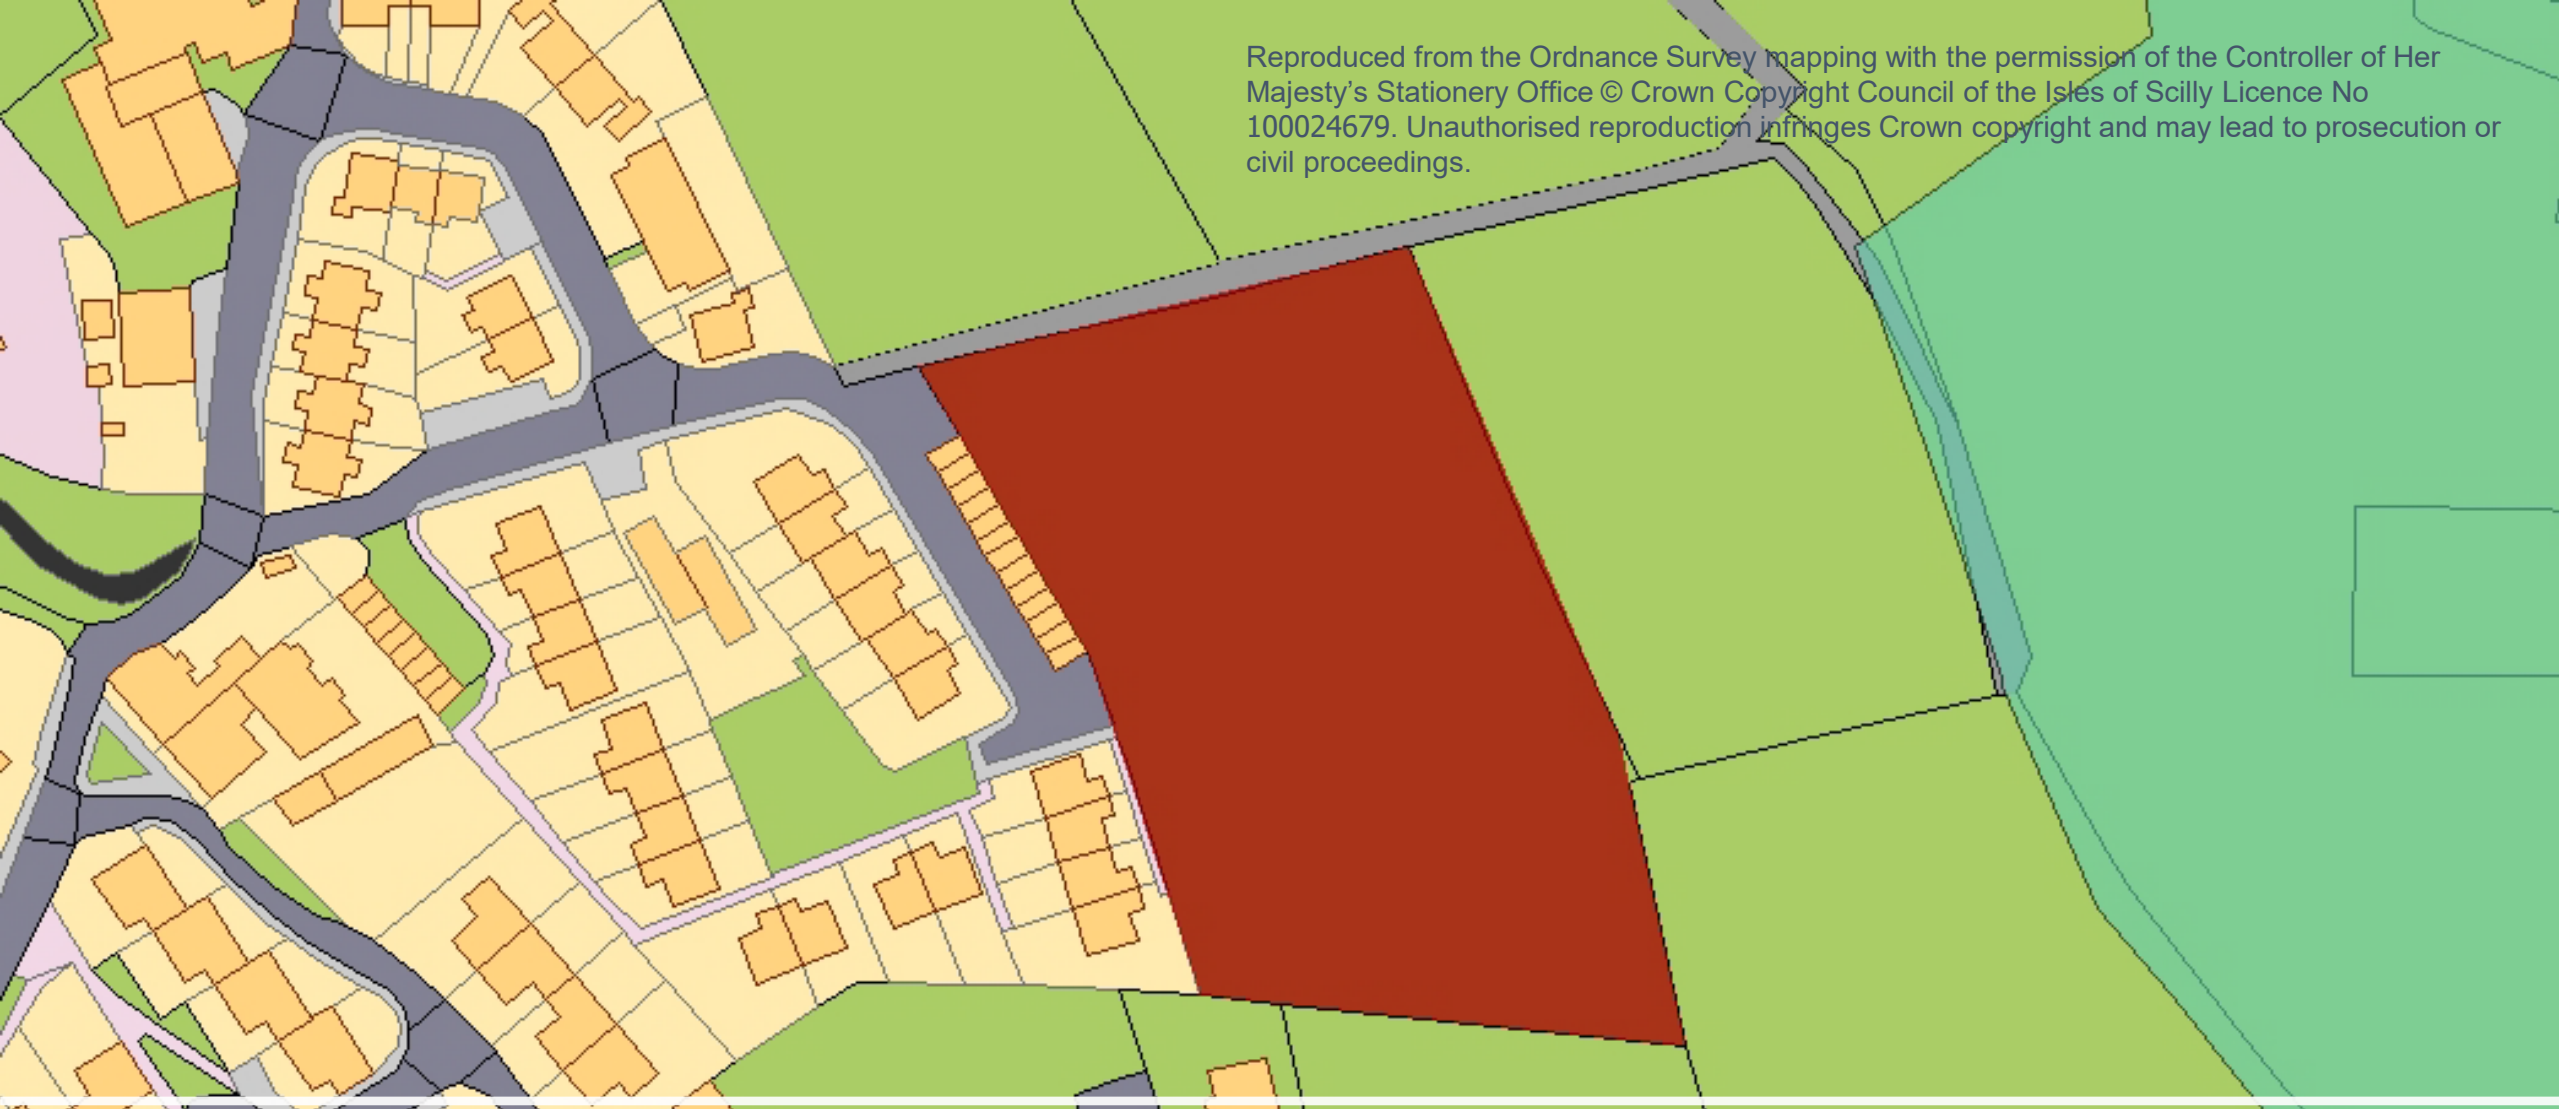 Reproduced from the Ordnance Survey mapping with the permission of the Controller of Her
Majesty’s Stationery Office © Crown Copyright Council of the Isles of Scilly Licence No
100024679. Unauthorised reproduction infringes Crown copyright and may lead to prosecution or
civil proceedings.